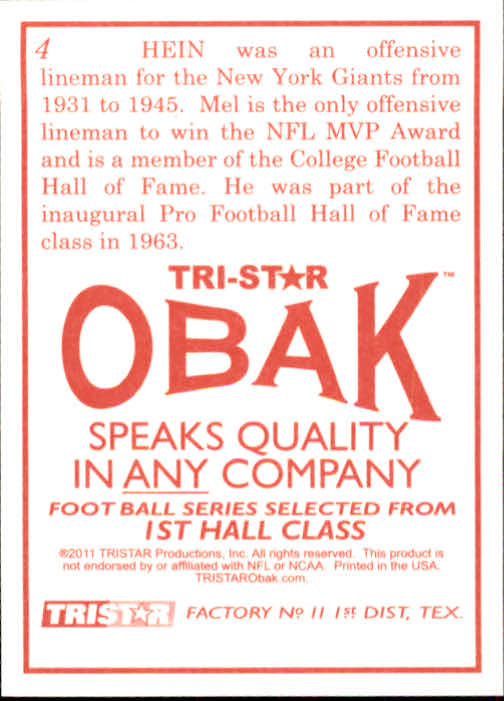 4 HEIN was an offensive
lineman for the New York Giants from
1931 to 1945. Mel is the only offensive
lineman to win the NFL MVP Award
and is a member of the College Football
Hall of Fame. He was part of the
inaugural Pro Football Hall of Fame
class in 1963.
TRI-ST★R
OBAK™
SPEAKS QUALITY
IN ANY COMPANY
FOOT BALL SERIES SELECTED FROM
1ST HALL CLASS
®2011 TRISTAR Productions, Inc. All rights reserved. This product is
not endorsed by or affiliated with NFL or NCAA. Printed in the USA.
TRISTARObak.com.
TRIST★R FACTORY Nº 11 1ST DIST, TEX.